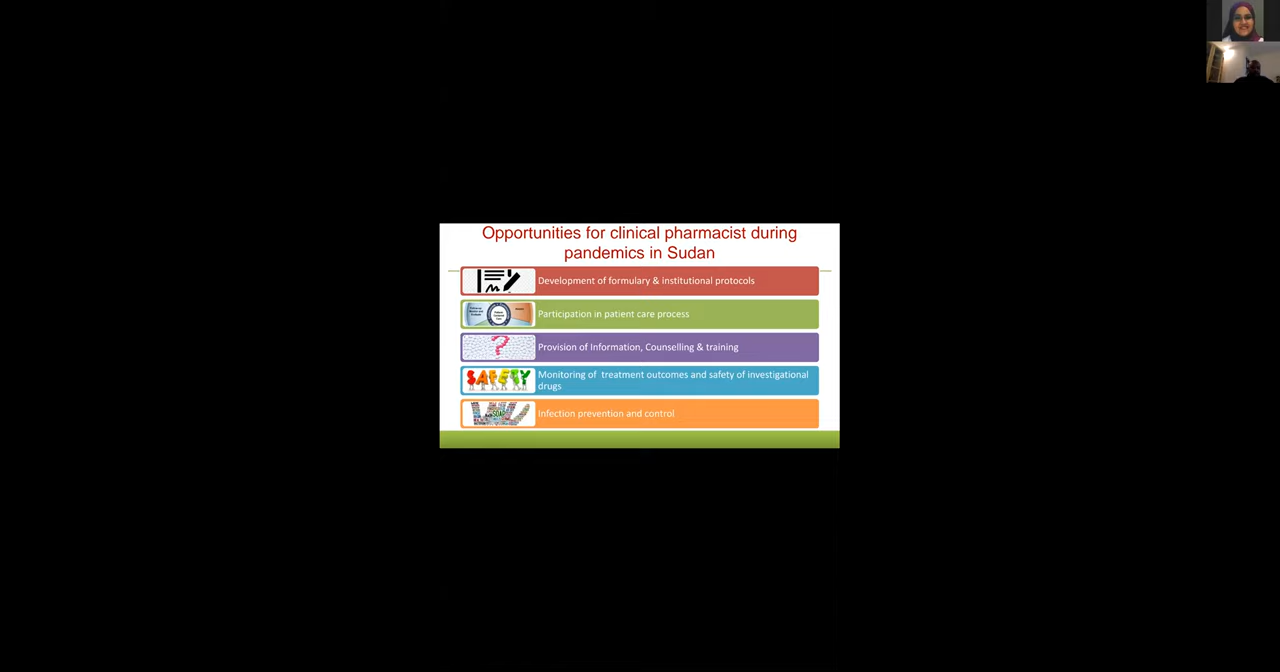 Opportunities for clinical pharmacist during
pandemics in Sudan
Development of formulary & institutional protocols
Participation in patient care process
Provision of Information, Counselling & training
?
SAFETY
Monitoring of  treatment outcomes and safety of investigational
drugs
SOAP
Infection prevention and control